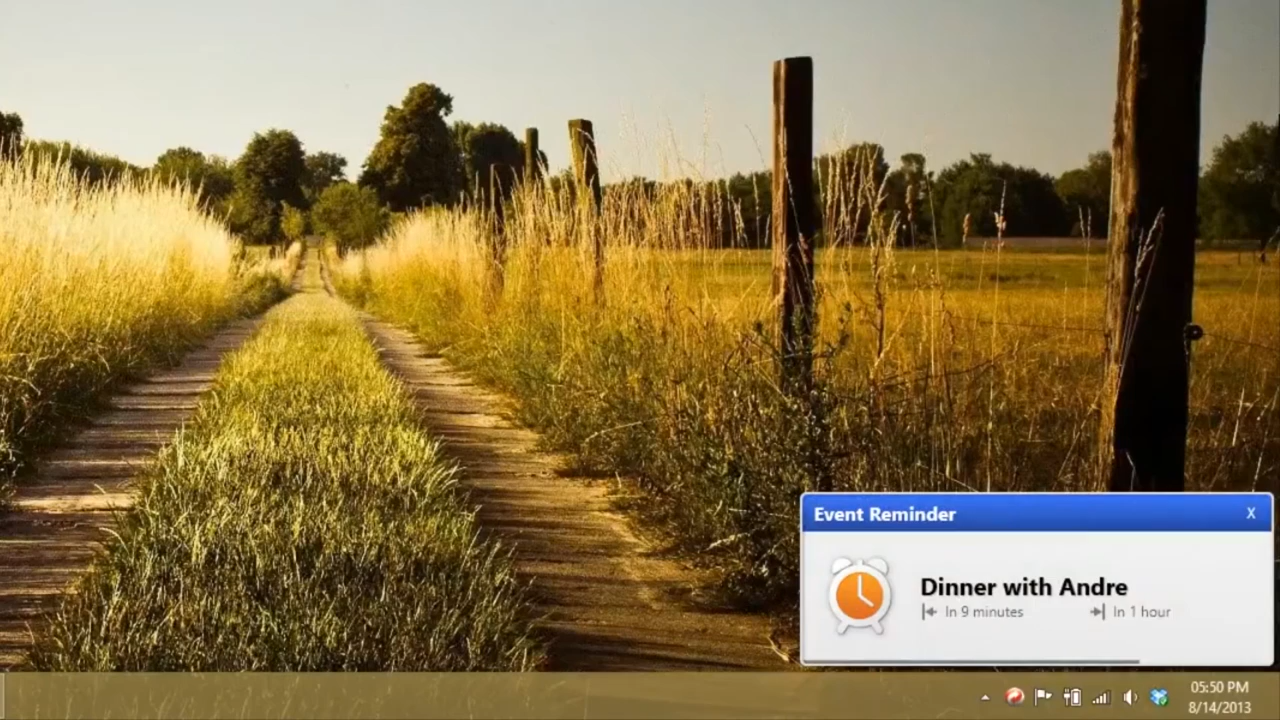 Event Reminder X
Dinner with Andre
In 9 minutes In 1 hour
05:50 PM
8/14/2013